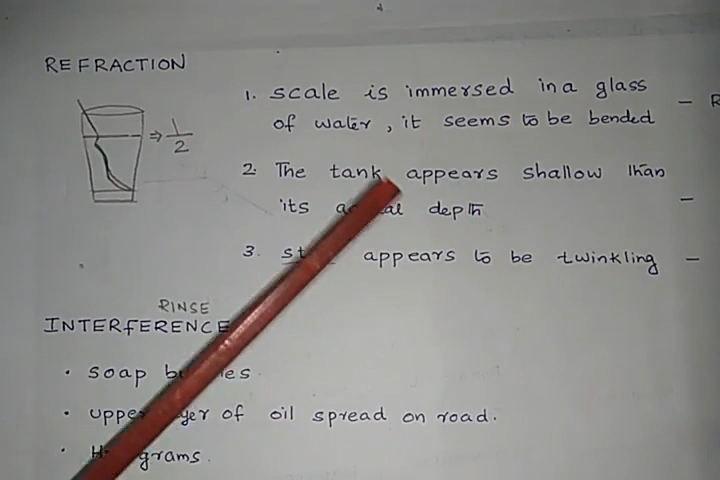 REFRACTION
⇒ 1/2
1. scale is immersed in a glass
of water, it seems to be bended – R
2. The tank appears shallow than
its depth –
3. appears to be twinkling –
RINSE
INTERFERENCE
• soap
• upper of oil spread on road.
•